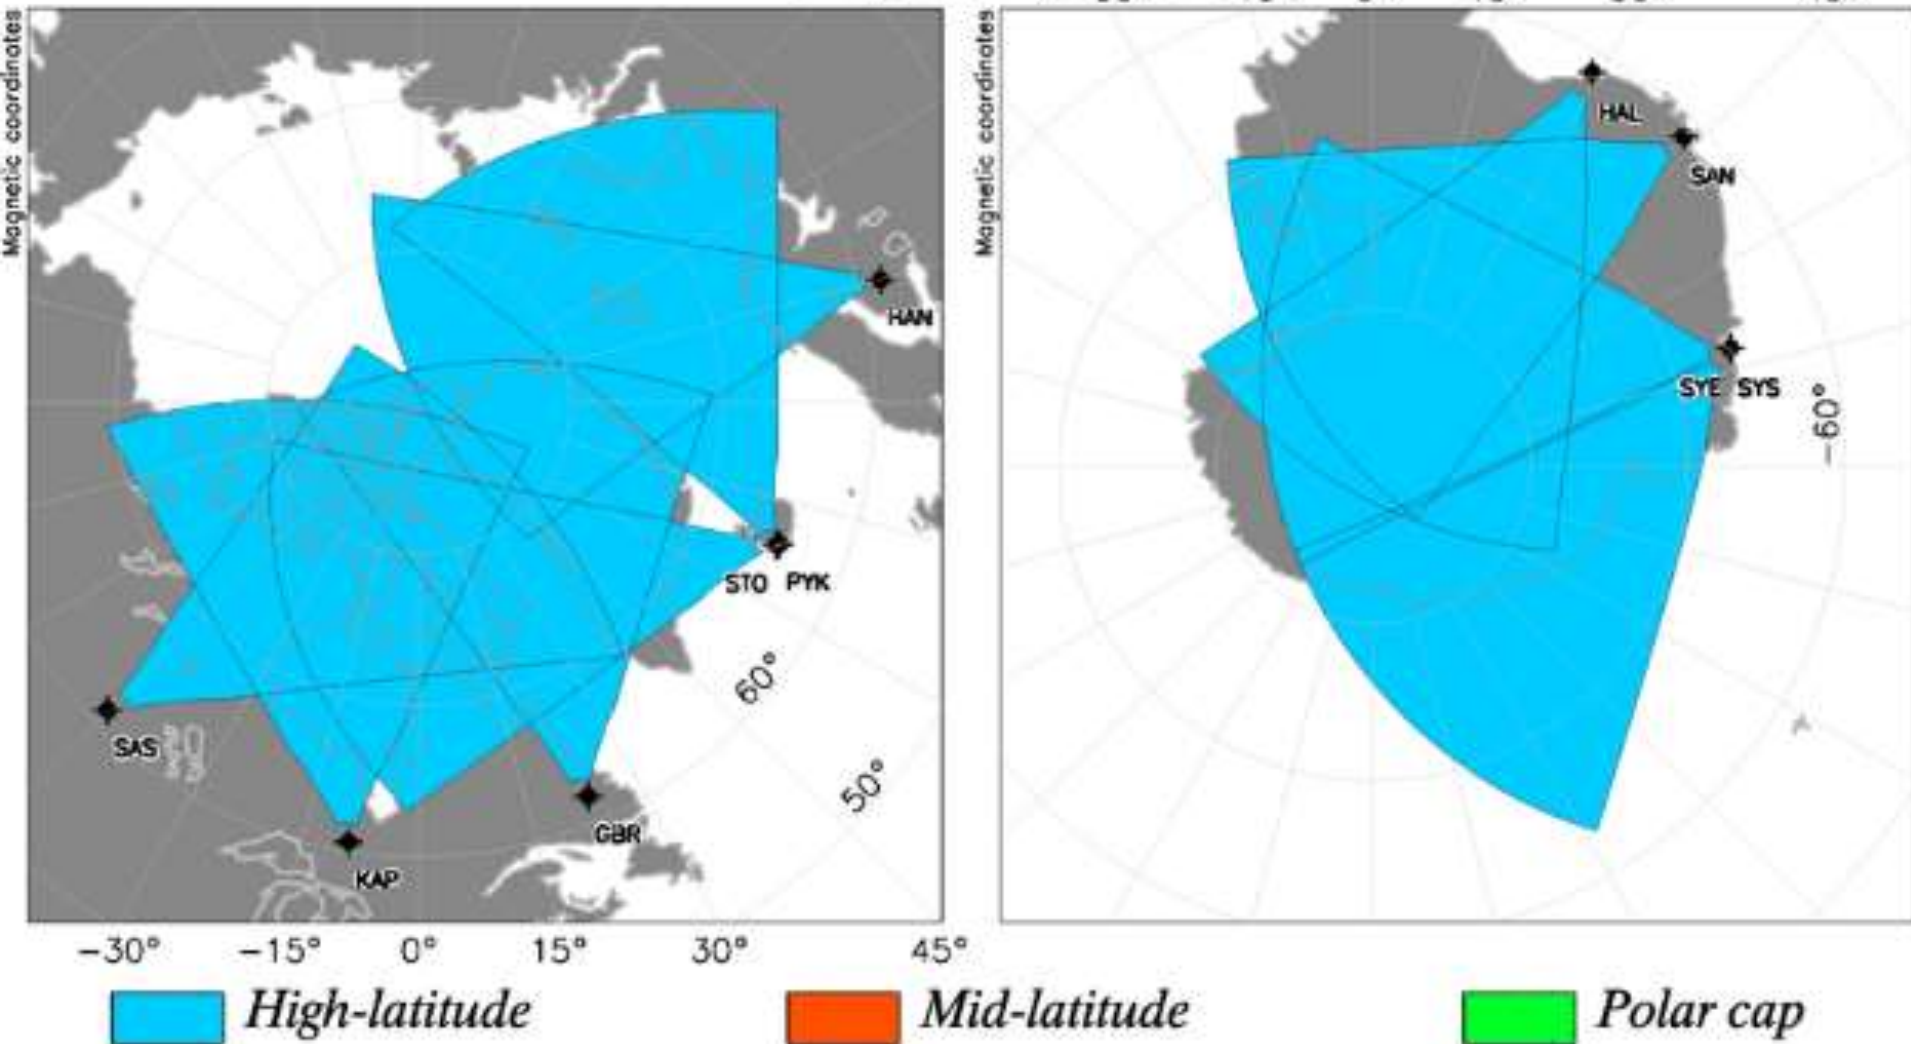 Magnetic coordinates
Magnetic coordinates
HAL
SAN
HAN
SYE SYS
-60°
STO PYK
60°
SAS
50°
GBR
KAP
-30° -15° 0° 15° 30° 45°
High-latitude Mid-latitude Polar cap